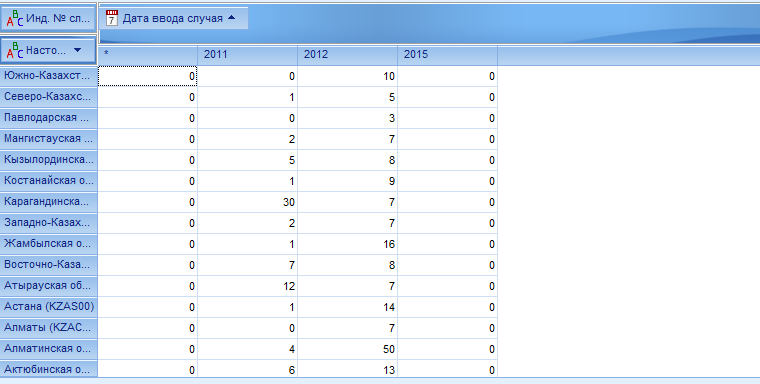 Инд. № сл... Дата ввода случая
Насто... * 2011 2012 2015
Южно-Казахст... 0 0 10 0
Северо-Казахс... 0 1 5 0
Павлодарская ... 0 0 3 0
Мангистауская ... 0 2 7 0
Кызылординска... 0 5 8 0
Костанайская о... 0 1 9 0
Карагандинска... 0 30 7 0
Западно-Казах... 0 2 7 0
Жамбылская о... 0 1 16 0
Восточно-Каза... 0 7 8 0
Атырауская об... 0 12 7 0
Астана (KZAS00) 0 1 14 0
Алматы (KZAC... 0 0 7 0
Алматинская о... 0 4 50 0
Актюбинская о... 0 6 13 0